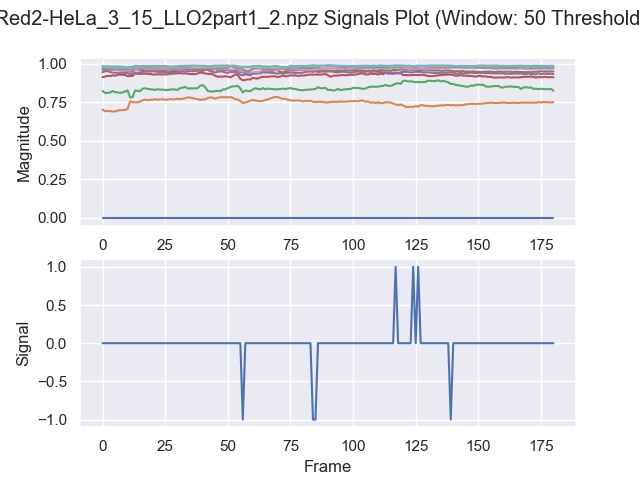 Red2-HeLa_3_15_LLO2part1_2.npz Signals Plot (Window: 50 Threshold
1.00
0.75
0.50
0.25
0.00
Magnitude
0 25 50 75 100 125 150 175
1.0
0.5
0.0
−0.5
−1.0
Signal
0 25 50 75 100 125 150 175
Frame